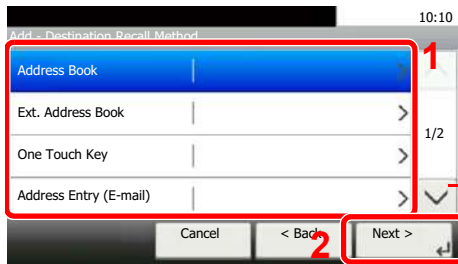 10:10
Add - Destination Recall Method
Address Book
1
Ext. Address Book
1/2
One Touch Key
Address Entry (E-mail)
Cancel
< Back
2
Next >